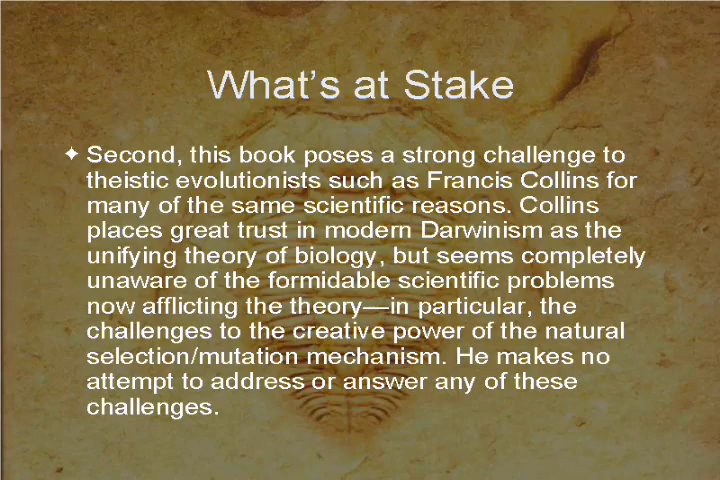 What's at Stake
✦ Second, this book poses a strong challenge to
theistic evolutionists such as Francis Collins for
many of the same scientific reasons. Collins
places great trust in modern Darwinism as the
unifying theory of biology, but seems completely
unaware of the formidable scientific problems
now afflicting the theory—in particular, the
challenges to the creative power of the natural
selection/mutation mechanism. He makes no
attempt to address or answer any of these
challenges.